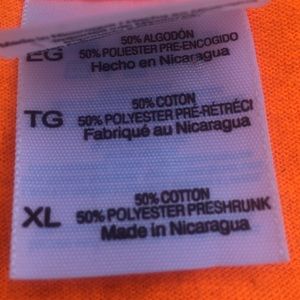 EG
50% ALGODÓN
50% POLIESTER PRE-ENCOGIDO
Hecho en Nicaragua
TG
50% COTON
50% POLYESTER PRE-RÉTRÉCI
Fabriqué au Nicaragua
XL
50% COTTON
50% POLYESTER PRESHRUNK
Made in Nicaragua